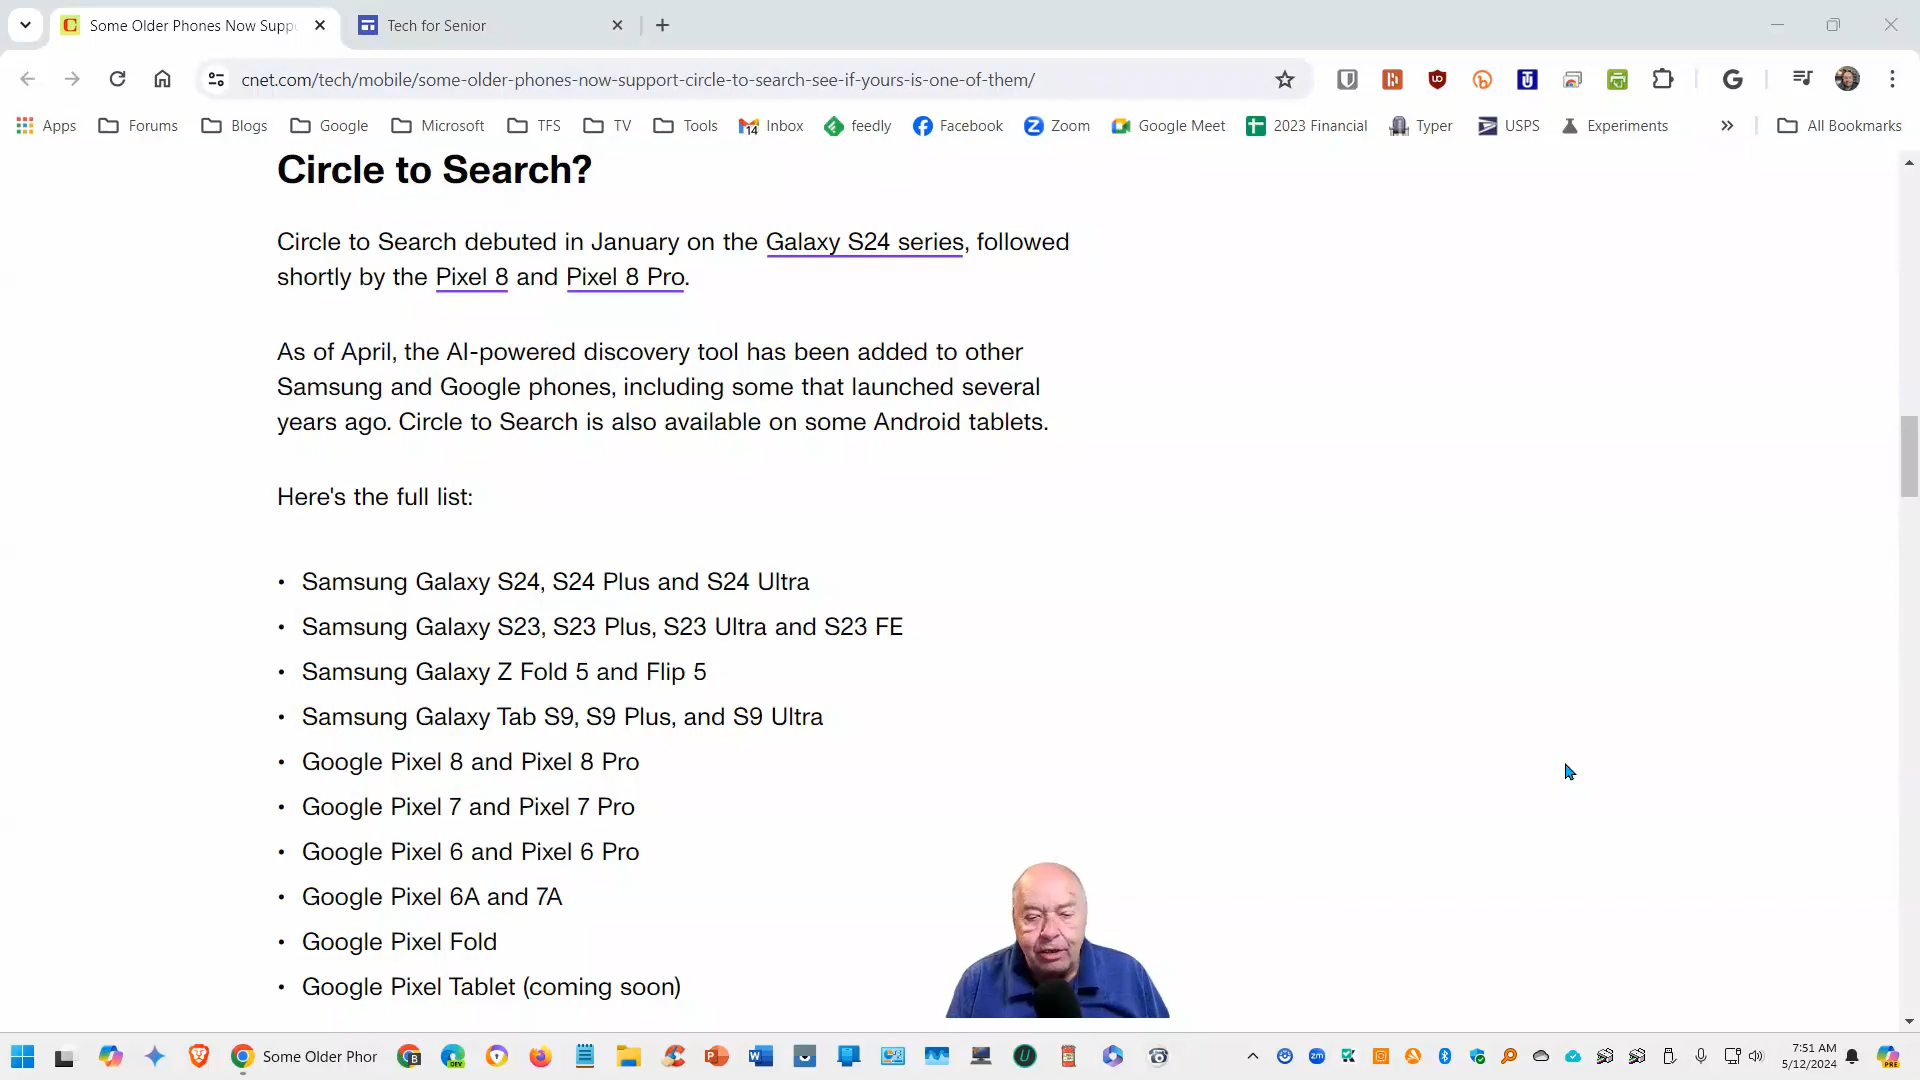 Some Older Phones Now Supp
Tech for Senior
cnet.com/tech/mobile/some-older-phones-now-support-circle-to-search-see-if-yours-is-one-of-them/
Apps Forums Blogs Google Microsoft TFS TV Tools Inbox feedly Facebook Zoom Google Meet 2023 Financial Typer USPS Experiments » All Bookmarks
Circle to Search?
Circle to Search debuted in January on the Galaxy S24 series, followed
shortly by the Pixel 8 and Pixel 8 Pro.
As of April, the AI-powered discovery tool has been added to other
Samsung and Google phones, including some that launched several
years ago. Circle to Search is also available on some Android tablets.
Here's the full list:
• Samsung Galaxy S24, S24 Plus and S24 Ultra
• Samsung Galaxy S23, S23 Plus, S23 Ultra and S23 FE
• Samsung Galaxy Z Fold 5 and Flip 5
• Samsung Galaxy Tab S9, S9 Plus, and S9 Ultra
• Google Pixel 8 and Pixel 8 Pro
• Google Pixel 7 and Pixel 7 Pro
• Google Pixel 6 and Pixel 6 Pro
• Google Pixel 6A and 7A
• Google Pixel Fold
• Google Pixel Tablet (coming soon)
Some Older Phor
7:51 AM
5/12/2024